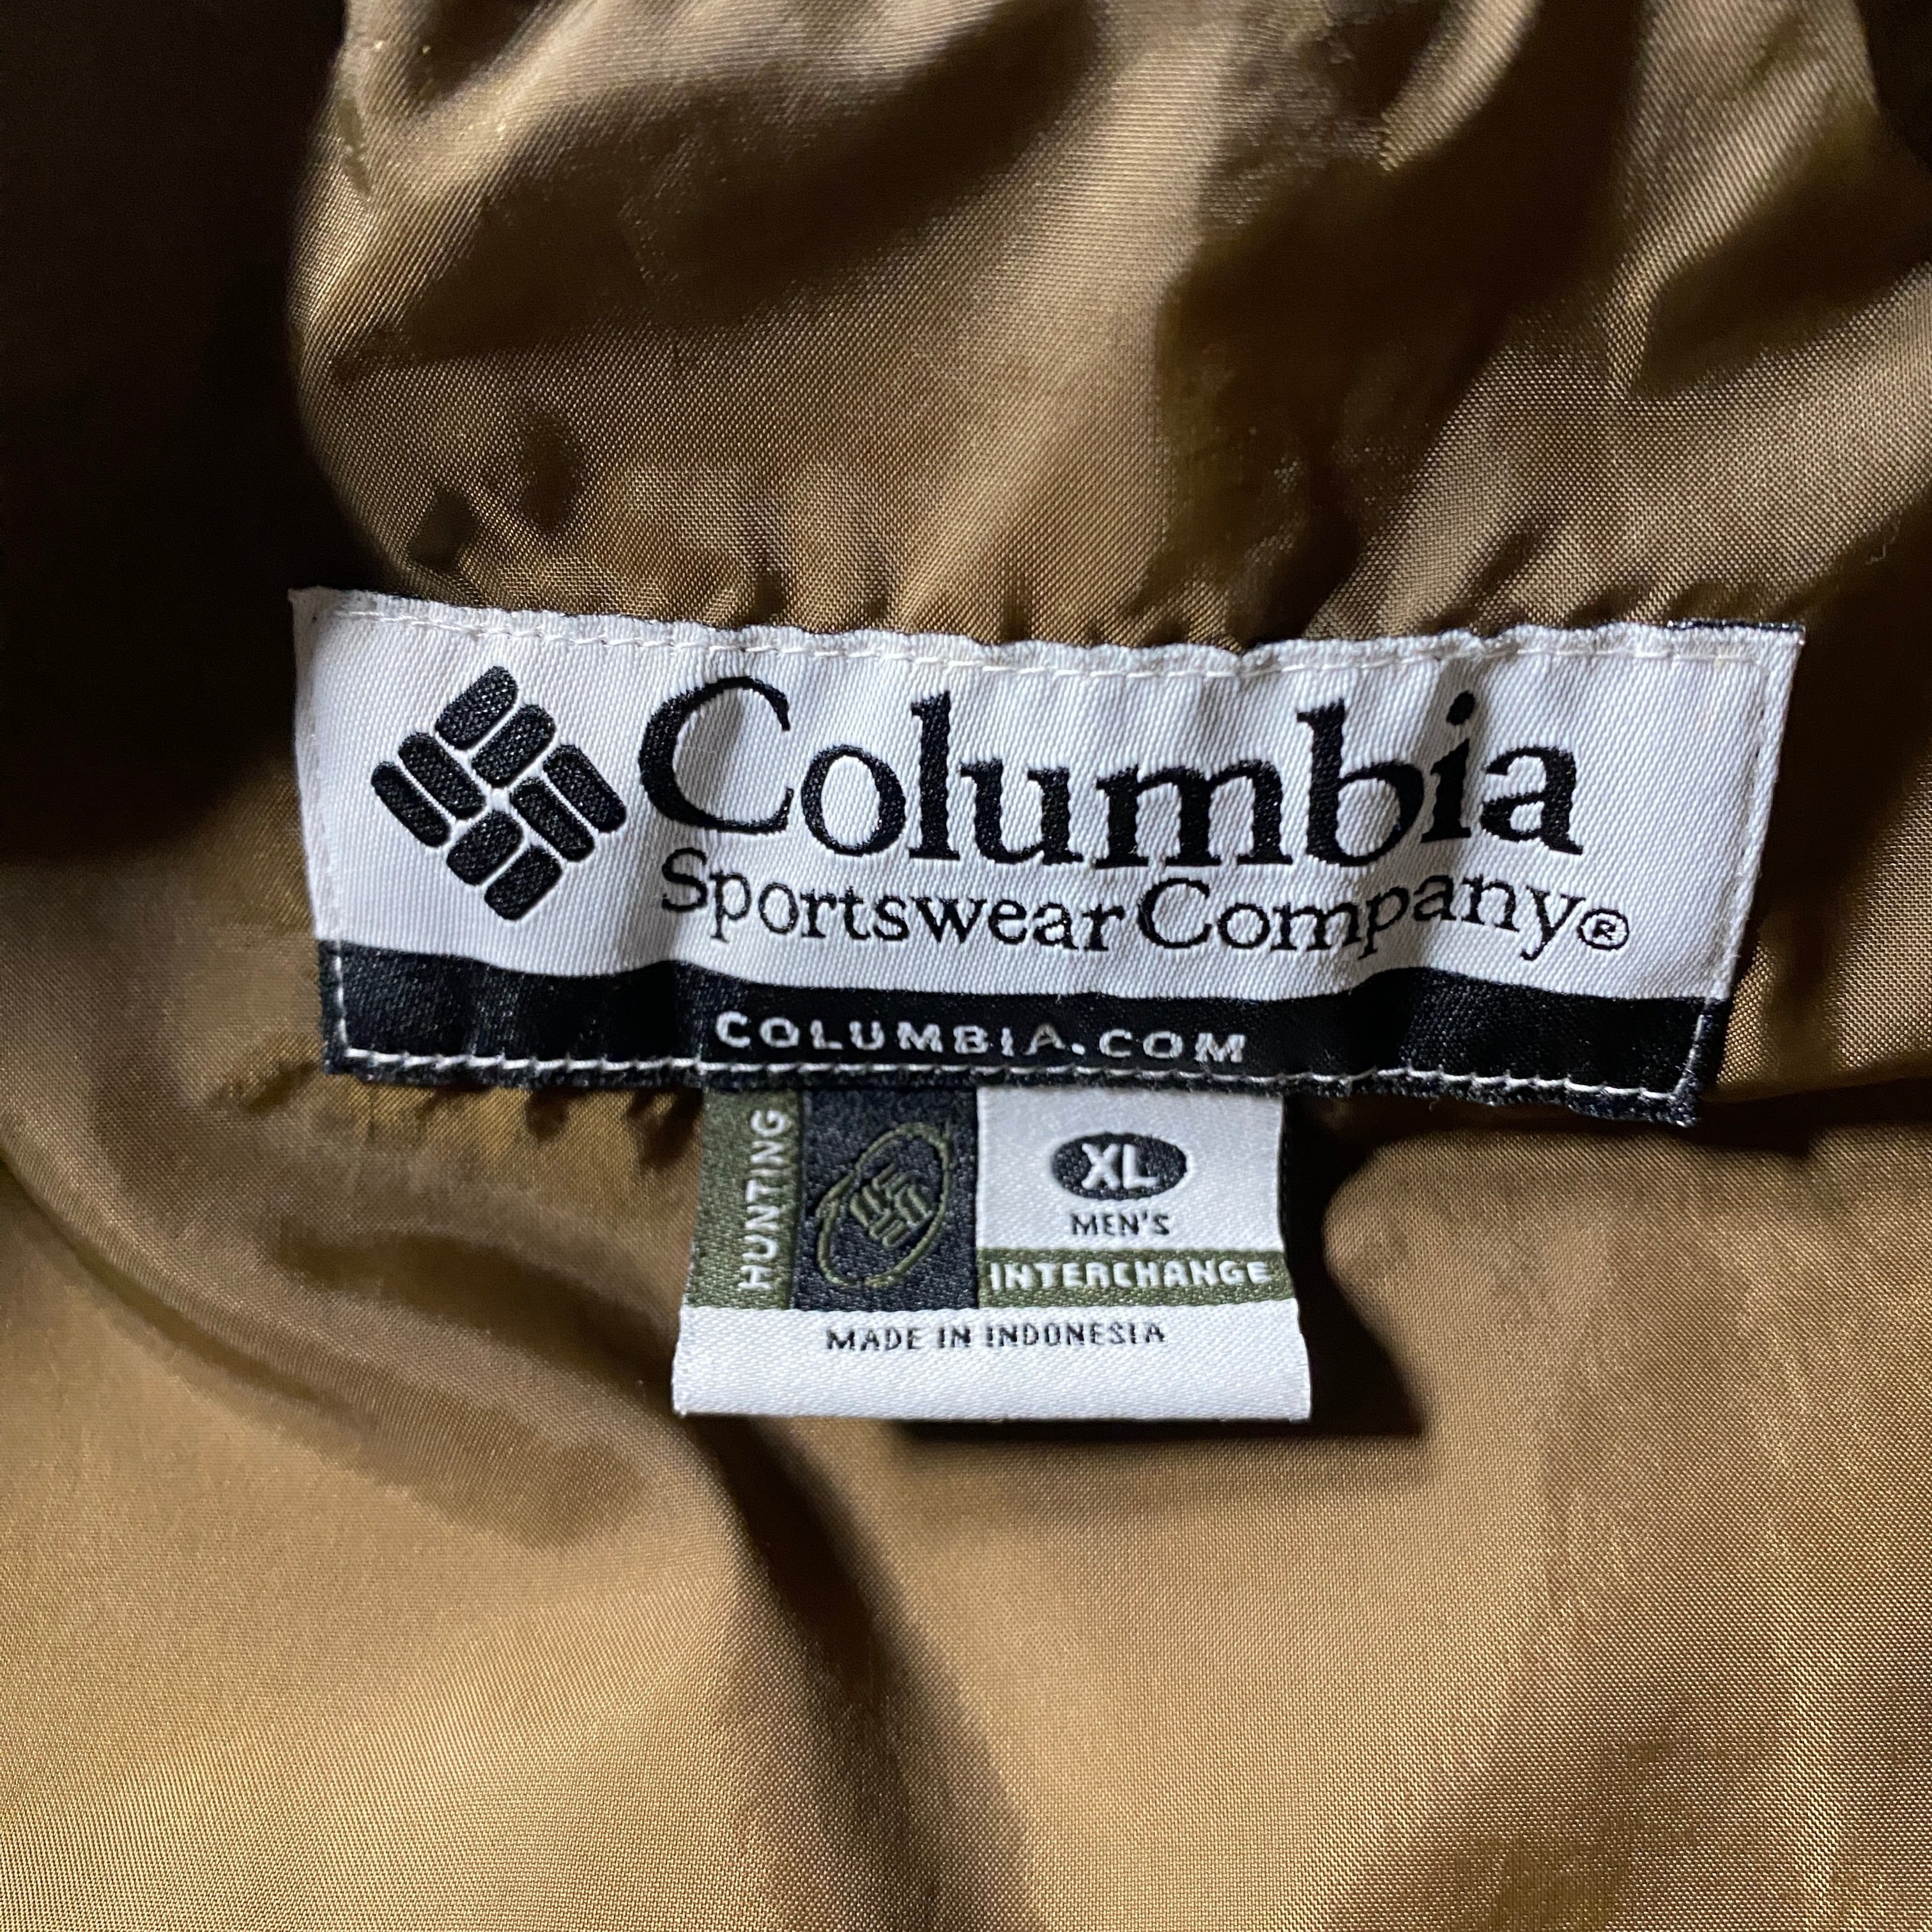 Columbia
Sportswear Company®
COLUMBIA.COM
HUNTING
XL
MEN'S
INTERCHANGE
MADE IN INDONESIA